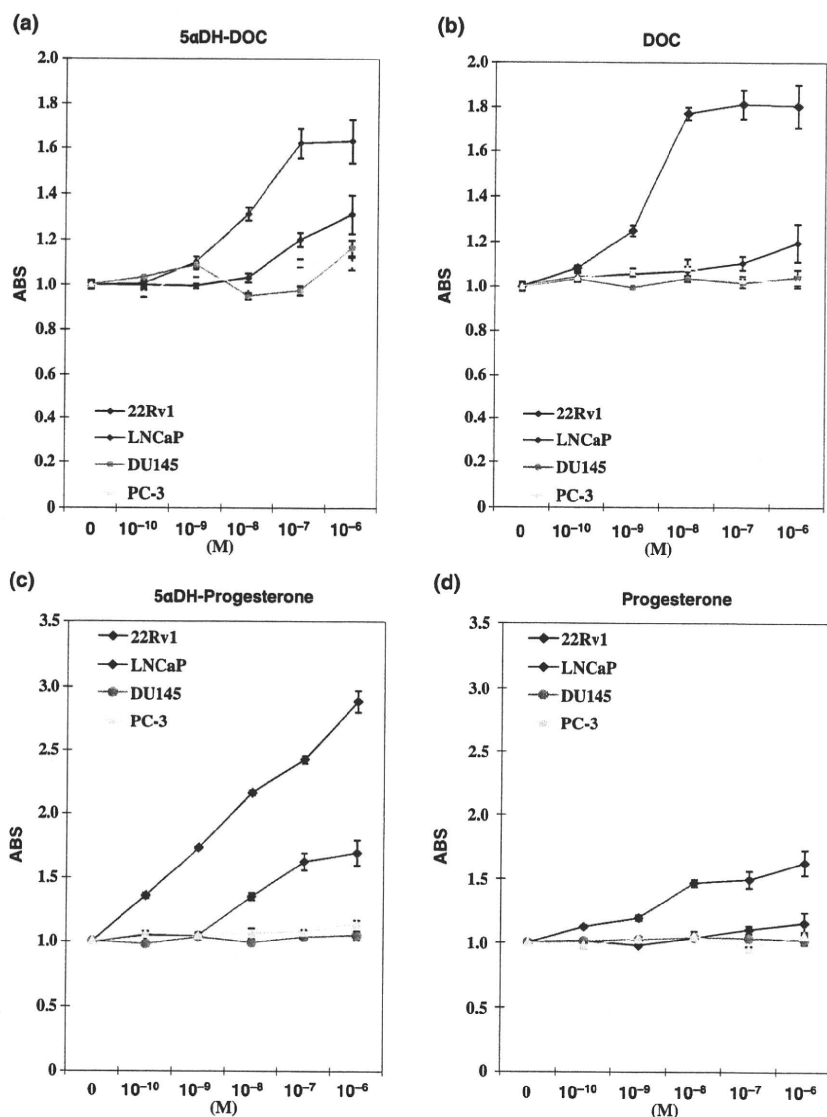 (a)
5αDH-DOC
2.0
1.8
1.6
1.4
1.2
1.0
0.8
0.6
0.4
0.2
0
ABS
22Rv1
LNCaP
DU145
PC-3
0 10⁻¹⁰ 10⁻⁹ 10⁻⁸ 10⁻⁷ 10⁻⁶
(M)
(b)
DOC
2.0
1.8
1.6
1.4
1.2
1.0
0.8
0.6
0.4
0.2
0
ABS
22Rv1
LNCaP
DU145
PC-3
0 10⁻¹⁰ 10⁻⁹ 10⁻⁸ 10⁻⁷ 10⁻⁶
(M)
(c)
5αDH-Progesterone
3.5
3.0
2.5
2.0
1.5
1.0
0.5
0
ABS
22Rv1
LNCaP
DU145
PC-3
0 10⁻¹⁰ 10⁻⁹ 10⁻⁸ 10⁻⁷ 10⁻⁶
(M)
(d)
Progesterone
3.5
3.0
2.5
2.0
1.5
1.0
0.5
0
ABS
22Rv1
LNCaP
DU145
PC-3
0 10⁻¹⁰ 10⁻⁹ 10⁻⁸ 10⁻⁷ 10⁻⁶
(M)